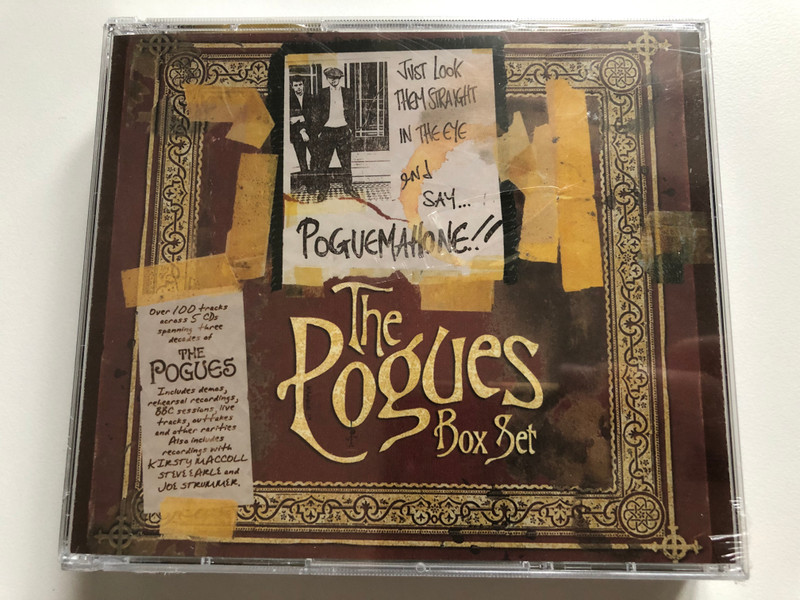 JUST LOOK
THEM STRAIGHT
IN THE EYE
and
SAY...
POGUEMAHONE!!
The
Pogues
Box Set
Over 100 tracks
across 5 CDs
spanning three
decades of
THE
POGUES
Includes demos,
rehearsal recordings,
BBC sessions, live
tracks, outtakes
and other rarities
Also includes
recordings with
KIRSTY MACCOLL
STEVE EARLE and
JOE STRUMMER.